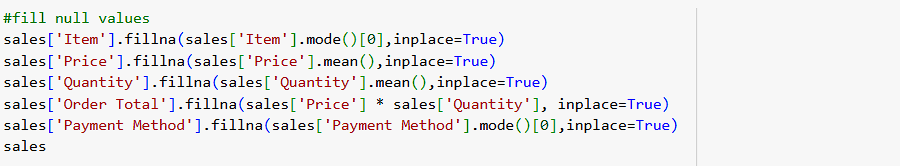 #fill null values
sales['Item'].fillna(sales['Item'].mode()[0],inplace=True)
sales['Price'].fillna(sales['Price'].mean(),inplace=True)
sales['Quantity'].fillna(sales['Quantity'].mean(),inplace=True)
sales['Order Total'].fillna(sales['Price'] * sales['Quantity'], inplace=True)
sales['Payment Method'].fillna(sales['Payment Method'].mode()[0],inplace=True)
sales